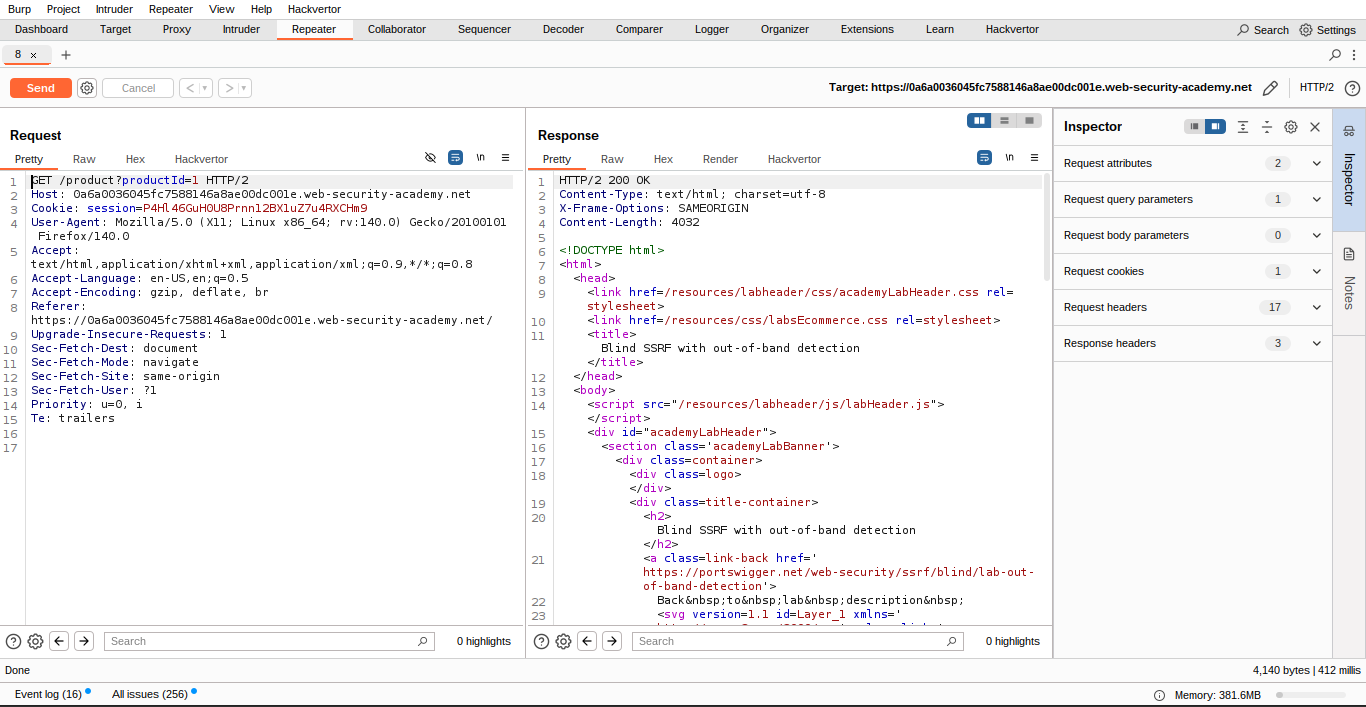 Burp Project Intruder Repeater View Help Hackvertor
Dashboard Target Proxy Intruder Repeater Collaborator Sequencer Decoder Comparer Logger Organizer Extensions Learn Hackvertor Search Settings
8 × +
Send Cancel < > Target: https://0a6a0036045fc7588146a8ae00dc001e.web-security-academy.net HTTP/2
Request
Pretty Raw Hex Hackvertor \n
1 GET /product?productId=1 HTTP/2
2 Host: 0a6a0036045fc7588146a8ae00dc001e.web-security-academy.net
3 Cookie: session=P4Hl46GuH0U8Prnn12BX1uZ7u4RXCHm9
4 User-Agent: Mozilla/5.0 (X11; Linux x86_64; rv:140.0) Gecko/20100101
Firefox/140.0
5 Accept:
text/html,application/xhtml+xml,application/xml;q=0.9,*/*;q=0.8
6 Accept-Language: en-US,en;q=0.5
7 Accept-Encoding: gzip, deflate, br
8 Referer:
https://0a6a0036045fc7588146a8ae00dc001e.web-security-academy.net/
9 Upgrade-Insecure-Requests: 1
10 Sec-Fetch-Dest: document
11 Sec-Fetch-Mode: navigate
12 Sec-Fetch-Site: same-origin
13 Sec-Fetch-User: ?1
14 Priority: u=0, i
15 Te: trailers
16
17
Search 0 highlights
Response
Pretty Raw Hex Render Hackvertor \n
1 HTTP/2 200 OK
2 Content-Type: text/html; charset=utf-8
3 X-Frame-Options: SAMEORIGIN
4 Content-Length: 4032
5
6 <!DOCTYPE html>
7 <html>
8 <head>
9 <link href=/resources/labheader/css/academyLabHeader.css rel=
stylesheet>
10 <link href=/resources/css/labsEcommerce.css rel=stylesheet>
11 <title>
Blind SSRF with out-of-band detection
</title>
12 </head>
13 <body>
14 <script src="/resources/labheader/js/labHeader.js">
</script>
15 <div id="academyLabHeader">
16 <section class='academyLabBanner'>
17 <div class=container>
18 <div class=logo>
</div>
19 <div class=title-container>
20 <h2>
Blind SSRF with out-of-band detection
</h2>
21 <a class=link-back href='
https://portswigger.net/web-security/ssrf/blind/lab-out-
of-band-detection'>
22 Back&nbsp;to&nbsp;lab&nbsp;description&nbsp;
23 <svg version=1.1 id=Layer_1 xmlns='
Search 0 highlights
Inspector
Request attributes 2
Request query parameters 1
Request body parameters 0
Request cookies 1
Request headers 17
Response headers 3
Inspector
Notes
Done 4,140 bytes | 412 millis
Event log (16) All issues (256) Memory: 381.6MB